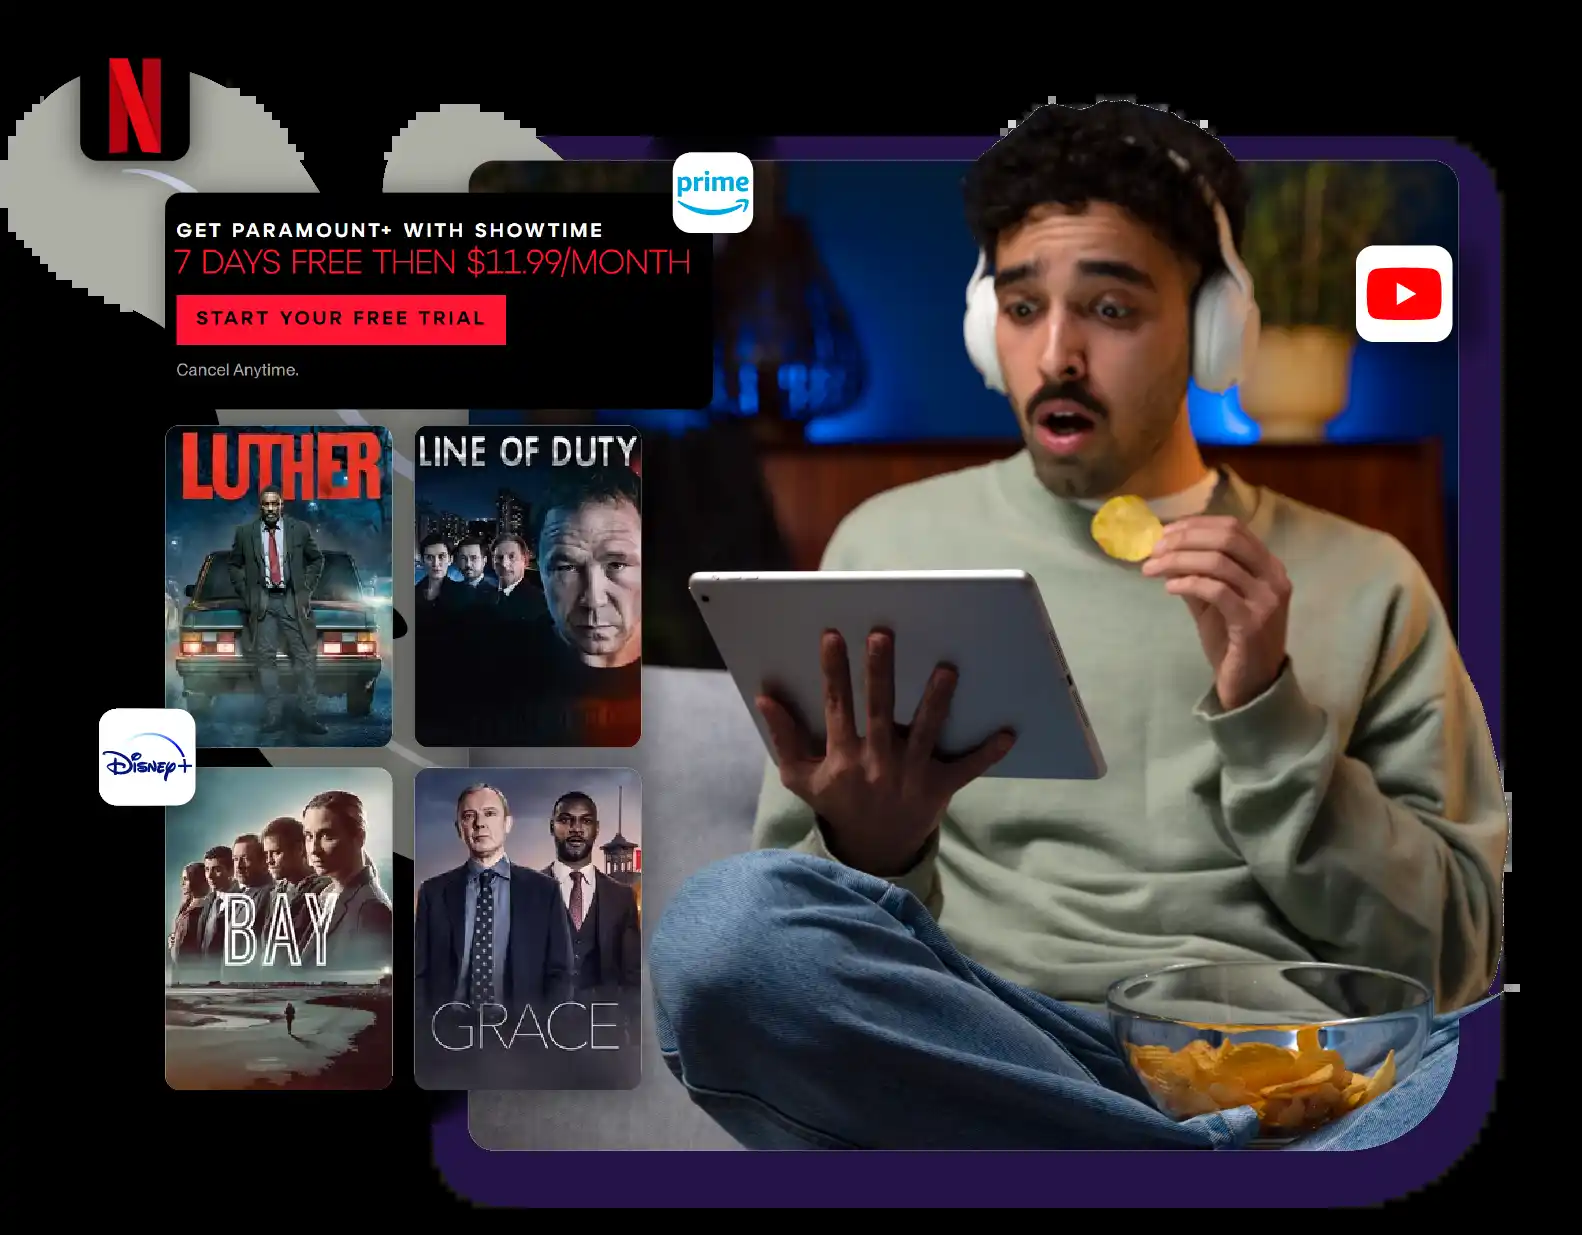 N
prime
GET PARAMOUNT+ WITH SHOWTIME
7 DAYS FREE THEN $11.99/MONTH
START YOUR FREE TRIAL
Cancel Anytime.
LUTHER
LINE OF DUTY
Disney+
BAY
GRACE